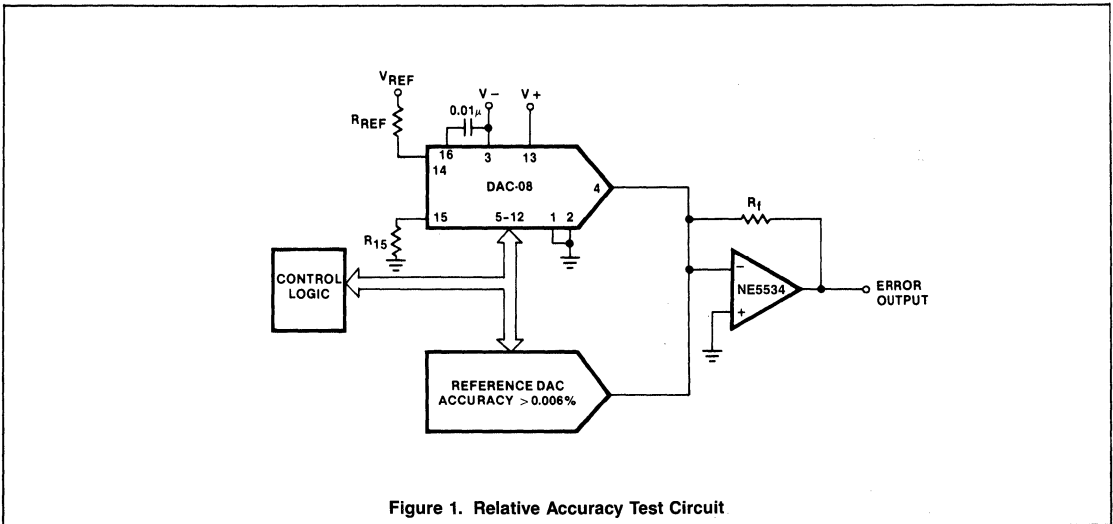 VREF
RREF
0.01µ
V–
V+
16
3
13
14
DAC-08
4
15
5–12
1
2
R15
Rf
CONTROL
LOGIC
–
NE5534
+
ERROR
OUTPUT
REFERENCE DAC
ACCURACY >0.006%
Figure 1. Relative Accuracy Test Circuit